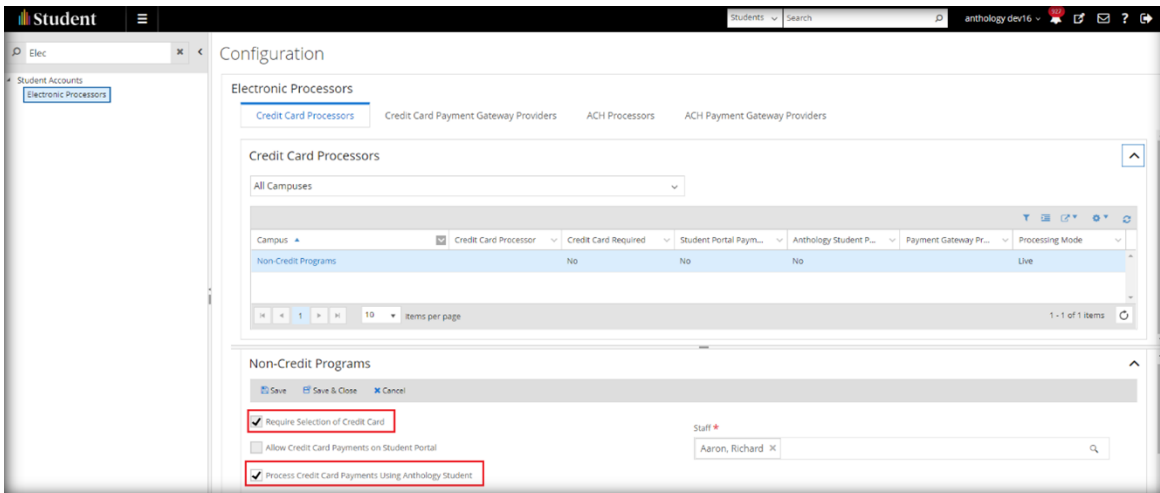 Student
Students
Search
anthology dev16
327
?
Elec
Configuration
Student Accounts
Electronic Processors
Electronic Processors
Credit Card Processors
Credit Card Payment Gateway Providers
ACH Processors
ACH Payment Gateway Providers
Credit Card Processors
All Campuses
Campus
Credit Card Processor
Credit Card Required
Student Portal Paym...
Anthology Student P...
Payment Gateway Pr...
Processing Mode
Non-Credit Programs
No
No
No
Live
1
10
items per page
1 - 1 of 1 items
Non-Credit Programs
Save
Save & Close
Cancel
Require Selection of Credit Card
Staff *
Allow Credit Card Payments on Student Portal
Aaron, Richard
Process Credit Card Payments Using Anthology Student